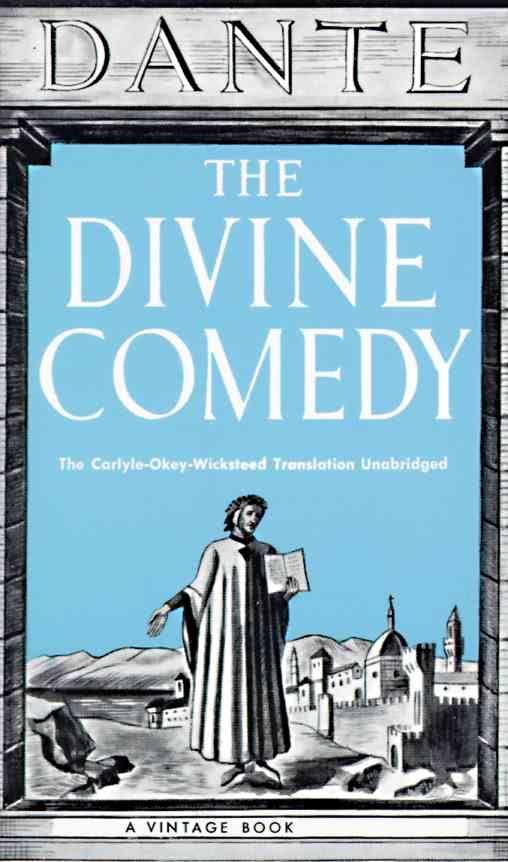 DANTE
THE
DIVINE
COMEDY
The Carlyle-Okey-Wicksteed Translation Unabridged
A VINTAGE BOOK